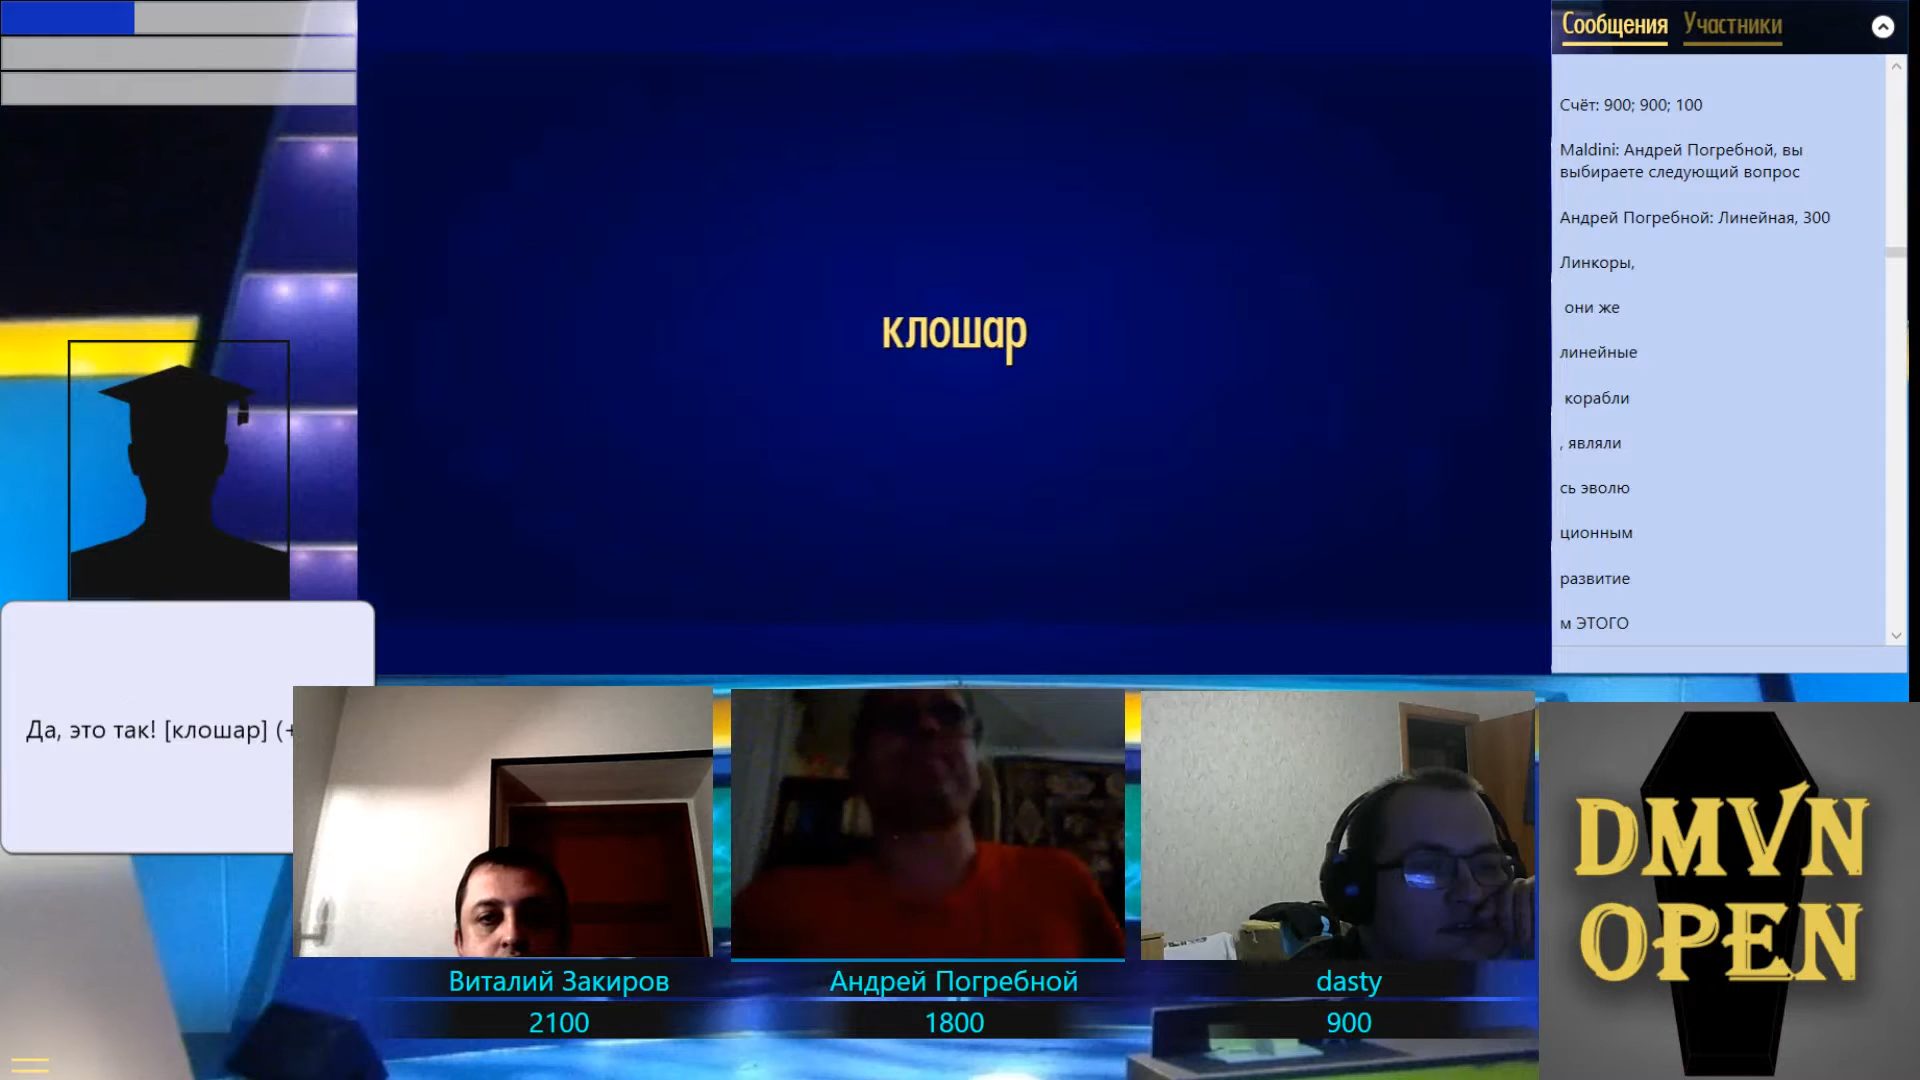 Сообщения Участники
Счёт: 900; 900; 100
Maldini: Андрей Погребной, вы
выбираете следующий вопрос
Андрей Погребной: Линейная, 300
Линкоры,
они же
линейные
корабли
, являли
сь эволю
ционным
развитие
м ЭТОГО
клошар
Да, это так! [клошар] (+
Виталий Закиров
2100
Андрей Погребной
1800
dasty
900
DMVN
OPEN